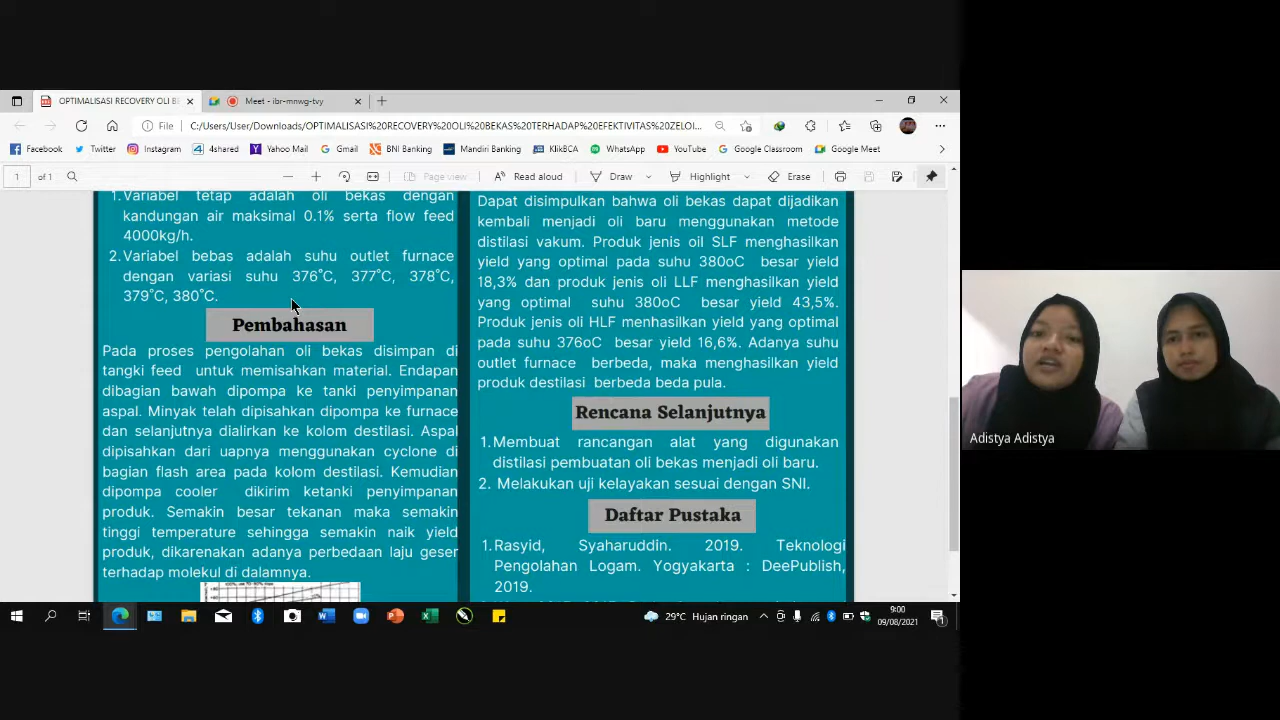 OPTIMALISASI RECOVERY OLI BE
Meet - ibr-mnwg-tvy
File
C:/Users/User/Downloads/OPTIMALISASI%20RECOVERY%20OLI%20BEKAS%20TERHADAP%20EFEKTIVITAS%20ZELOI...
Facebook
Twitter
Instagram
4shared
Yahoo Mail
Gmail
BNI Banking
Mandiri Banking
KlikBCA
WhatsApp
YouTube
Google Classroom
Google Meet
1 of 1
Page view
Read aloud
Draw
Highlight
Erase
1.Variabel tetap adalah oli bekas dengan
kandungan air maksimal 0.1% serta flow feed
4000kg/h.
2.Variabel bebas adalah suhu outlet furnace
dengan variasi suhu 376°C, 377°C, 378°C,
379°C, 380°C.
Pembahasan
Pada proses pengolahan oli bekas disimpan di
tangki feed untuk memisahkan material. Endapan
dibagian bawah dipompa ke tanki penyimpanan
aspal. Minyak telah dipisahkan dipompa ke furnace
dan selanjutnya dialirkan ke kolom destilasi. Aspal
dipisahkan dari uapnya menggunakan cyclone di
bagian flash area pada kolom destilasi. Kemudian
dipompa cooler dikirim ketanki penyimpanan
produk. Semakin besar tekanan maka semakin
tinggi temperature sehingga semakin naik yield
produk, dikarenakan adanya perbedaan laju geser
terhadap molekul di dalamnya.
Dapat disimpulkan bahwa oli bekas dapat dijadikan
kembali menjadi oli baru menggunakan metode
distilasi vakum. Produk jenis oil SLF menghasilkan
yield yang optimal pada suhu 380oC besar yield
18,3% dan produk jenis oli LLF menghasilkan yield
yang optimal suhu 380oC besar yield 43,5%.
Produk jenis oli HLF menhasilkan yield yang optimal
pada suhu 376oC besar yield 16,6%. Adanya suhu
outlet furnace berbeda, maka menghasilkan yield
produk destilasi berbeda beda pula.
Rencana Selanjutnya
1.Membuat rancangan alat yang digunakan
distilasi pembuatan oli bekas menjadi oli baru.
2. Melakukan uji kelayakan sesuai dengan SNI.
Daftar Pustaka
1.Rasyid, Syaharuddin. 2019. Teknologi
Pengolahan Logam. Yogyakarta : DeePublish,
2019.
Adistya Adistya
29°C Hujan ringan
9:00
09/08/2021